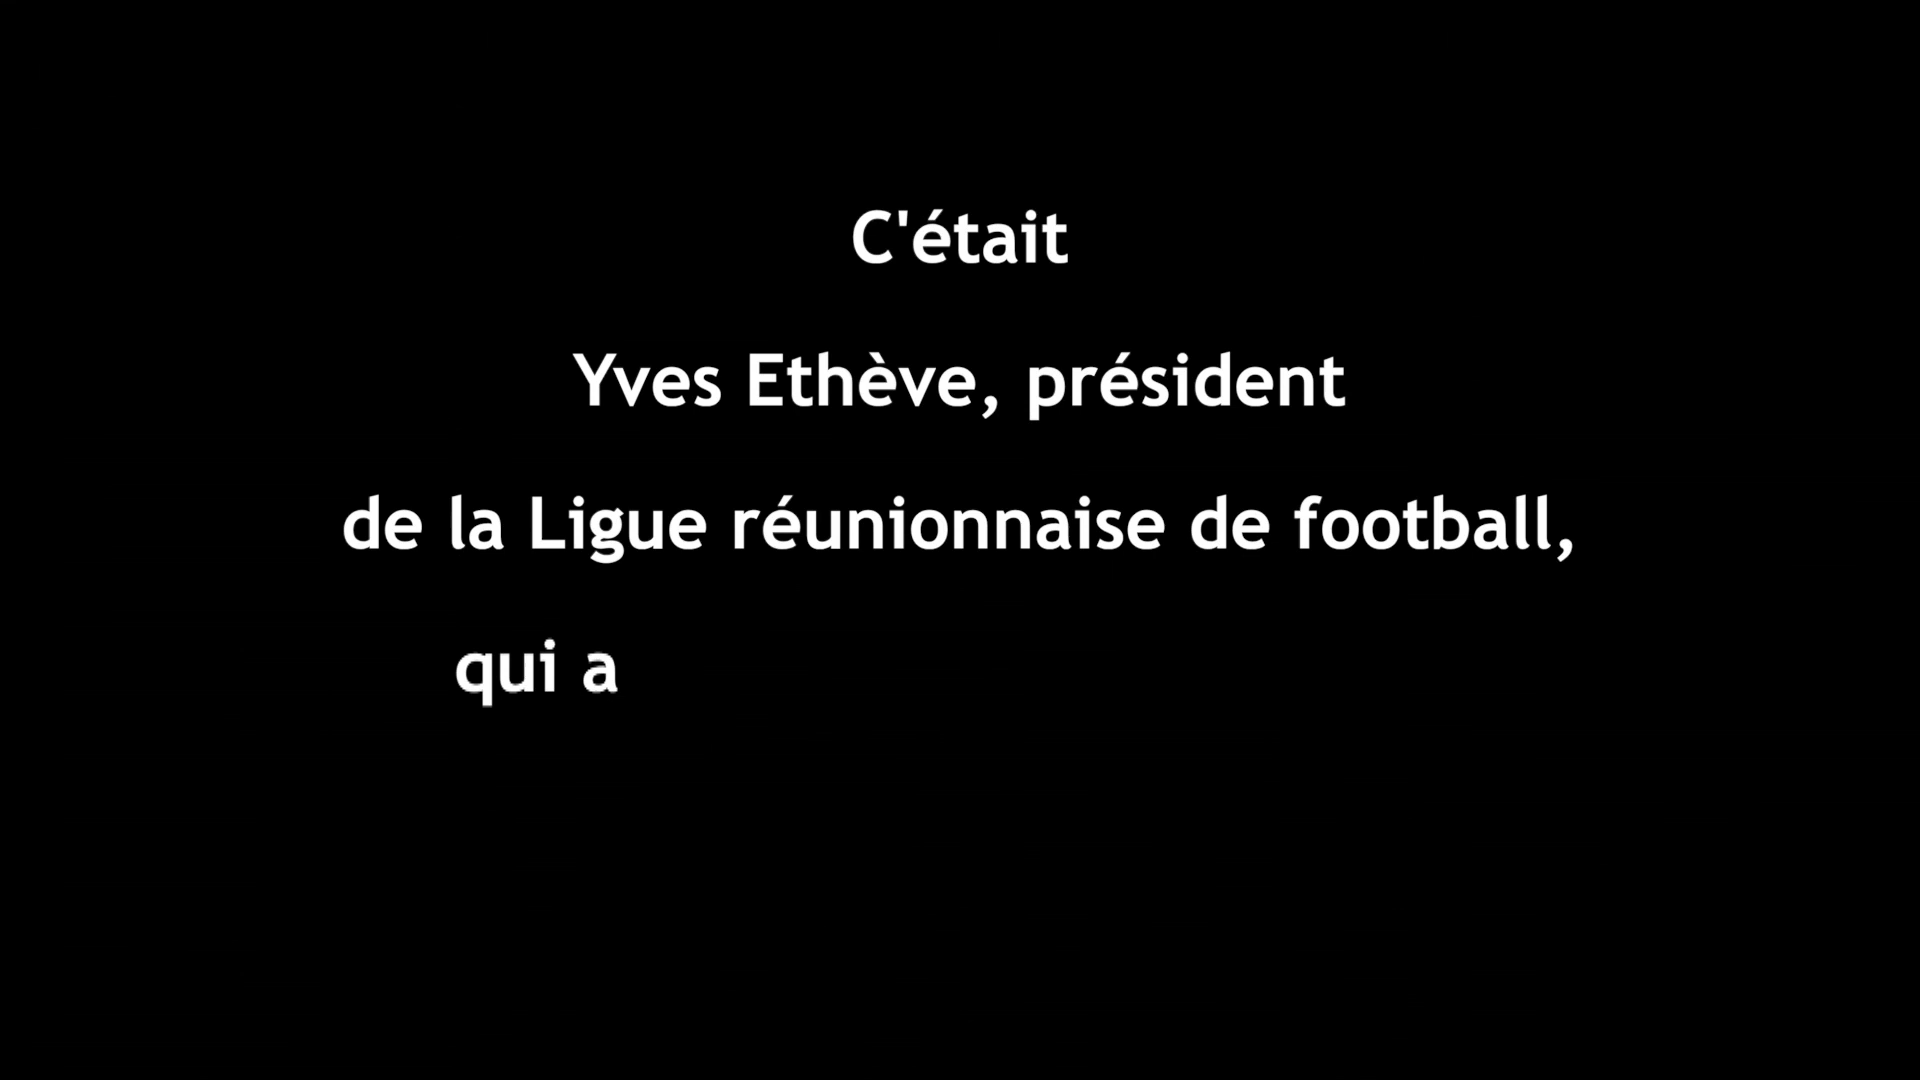 C'était
Yves Ethève, président
de la Ligue réunionnaise de football,
qui a